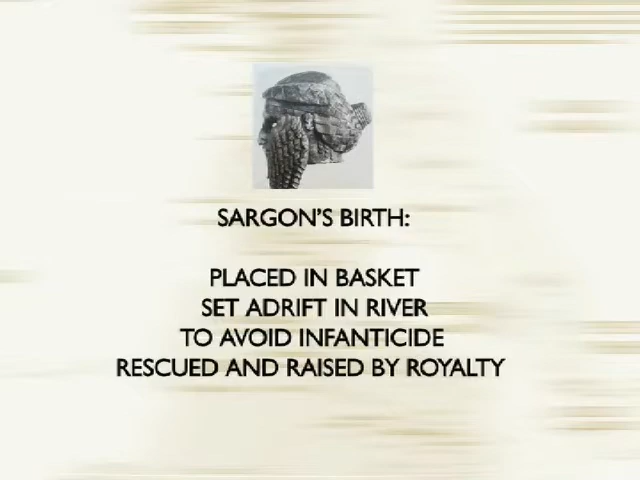 SARGON'S BIRTH:
PLACED IN BASKET
SET ADRIFT IN RIVER
TO AVOID INFANTICIDE
RESCUED AND RAISED BY ROYALTY